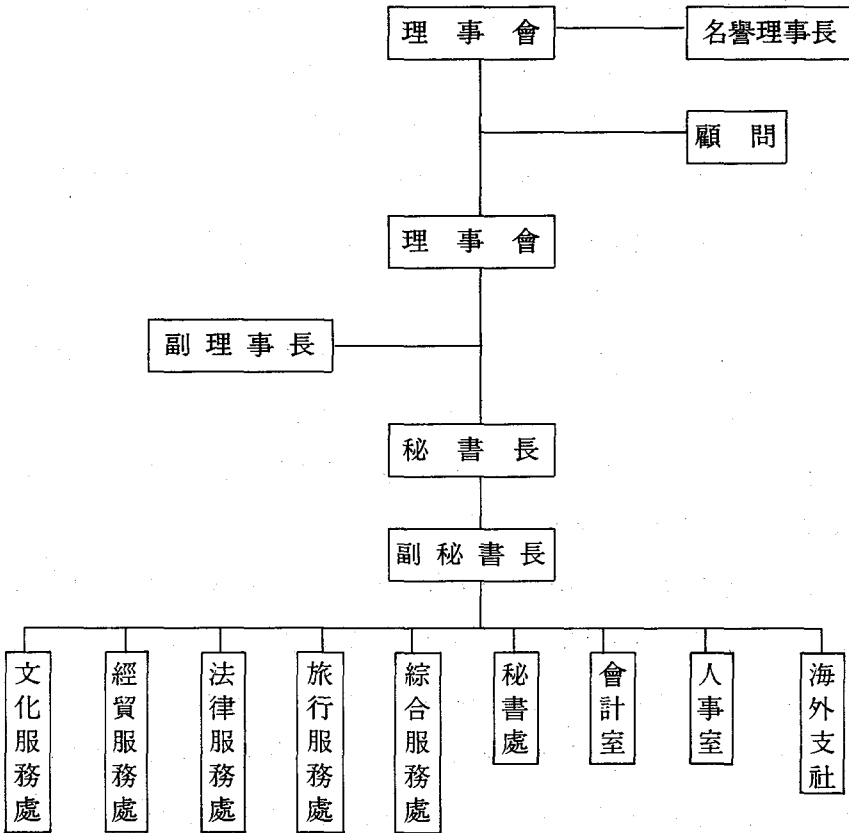 理事會
名譽理事長
顧問
理事會
副理事長
秘書長
副秘書長
文化服務處
經貿服務處
法律服務處
旅行服務處
綜合服務處
秘書處
會計室
人事室
海外支社